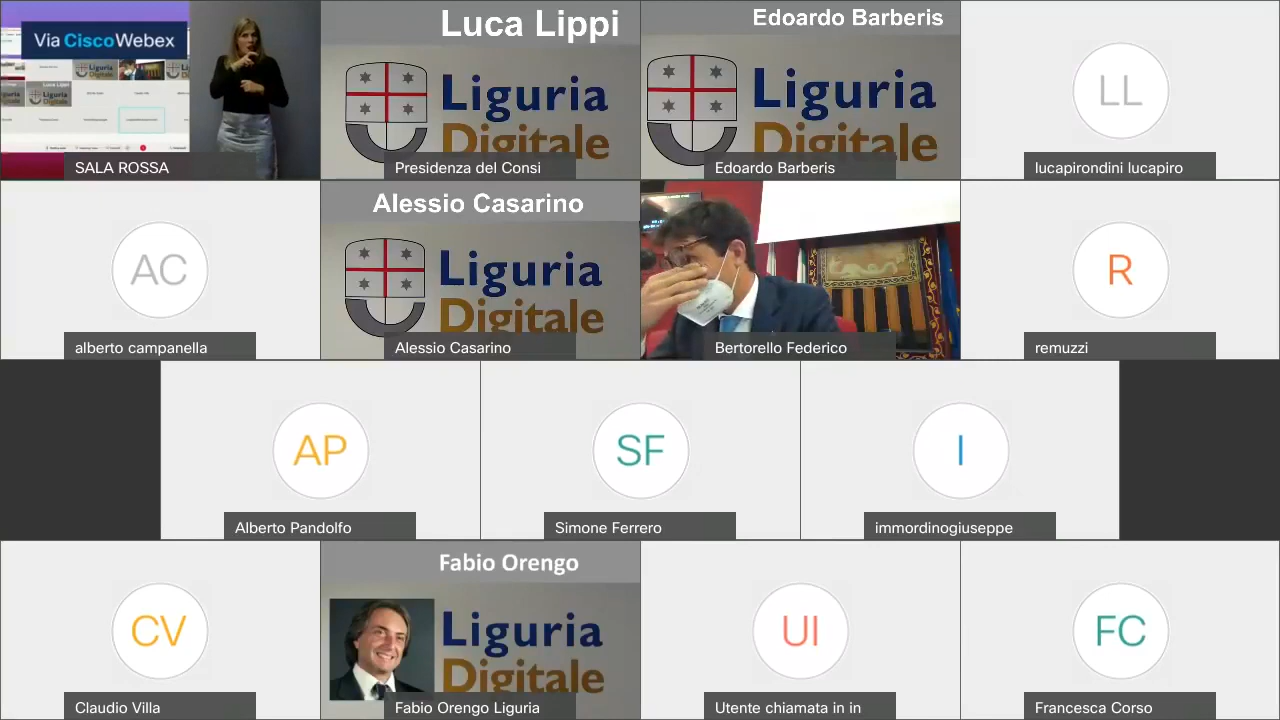 Via CiscoWebex
SALA ROSSA
Luca Lippi
Liguria
Digitale
Presidenza del Consi
Edoardo Barberis
Liguria
Digitale
Edoardo Barberis
LL
lucapirondini lucapiro
AC
alberto campanella
Alessio Casarino
Liguria
Digitale
Alessio Casarino
Bertorello Federico
R
remuzzi
AP
Alberto Pandolfo
SF
Simone Ferrero
I
immordinogiuseppe
CV
Claudio Villa
Fabio Orengo
Liguria
Digitale
Fabio Orengo Liguria
UI
Utente chiamata in in
FC
Francesca Corso